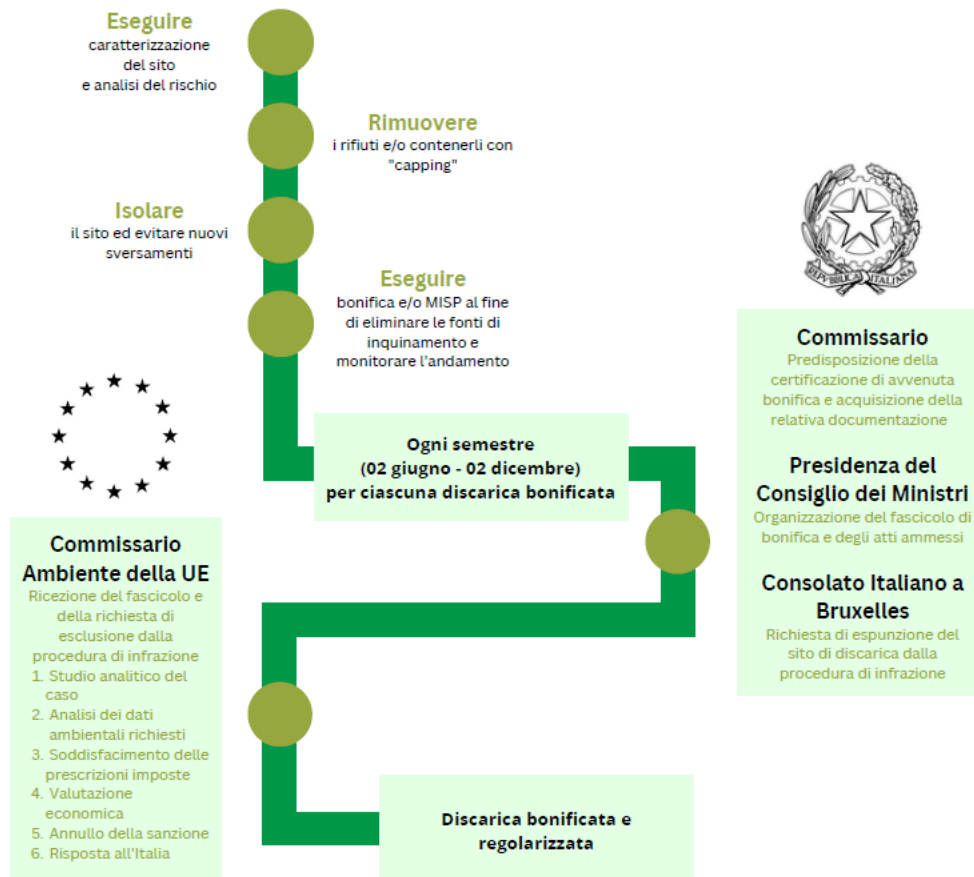 Eseguire
caratterizzazione
del sito
e analisi del rischio
Rimuovere
i rifiuti e/o contenerli con
"capping"
Isolare
il sito ed evitare nuovi
sversamenti
Eseguire
bonifica e/o MISP al fine
di eliminare le fonti di
inquinamento e
monitorare l'andamento
REPVBBLICA ITALIANA
Commissario
Predisposizione della
certificazione di avvenuta
bonifica e acquisizione della
relativa documentazione
Presidenza del
Consiglio dei Ministri
Organizzazione del fascicolo di
bonifica e degli atti ammessi
Consolato Italiano a
Bruxelles
Richiesta di espunzione del
sito di discarica dalla
procedura di infrazione
Ogni semestre
(02 giugno - 02 dicembre)
per ciascuna discarica bonificata
Commissario
Ambiente della UE
Ricezione del fascicolo e
della richiesta di
esclusione dalla
procedura di infrazione
1. Studio analitico del
caso
2. Analisi dei dati
ambientali richiesti
3. Soddisfacimento delle
prescrizioni imposte
4. Valutazione
economica
5. Annullo della sanzione
6. Risposta all'Italia
Discarica bonificata e
regolarizzata